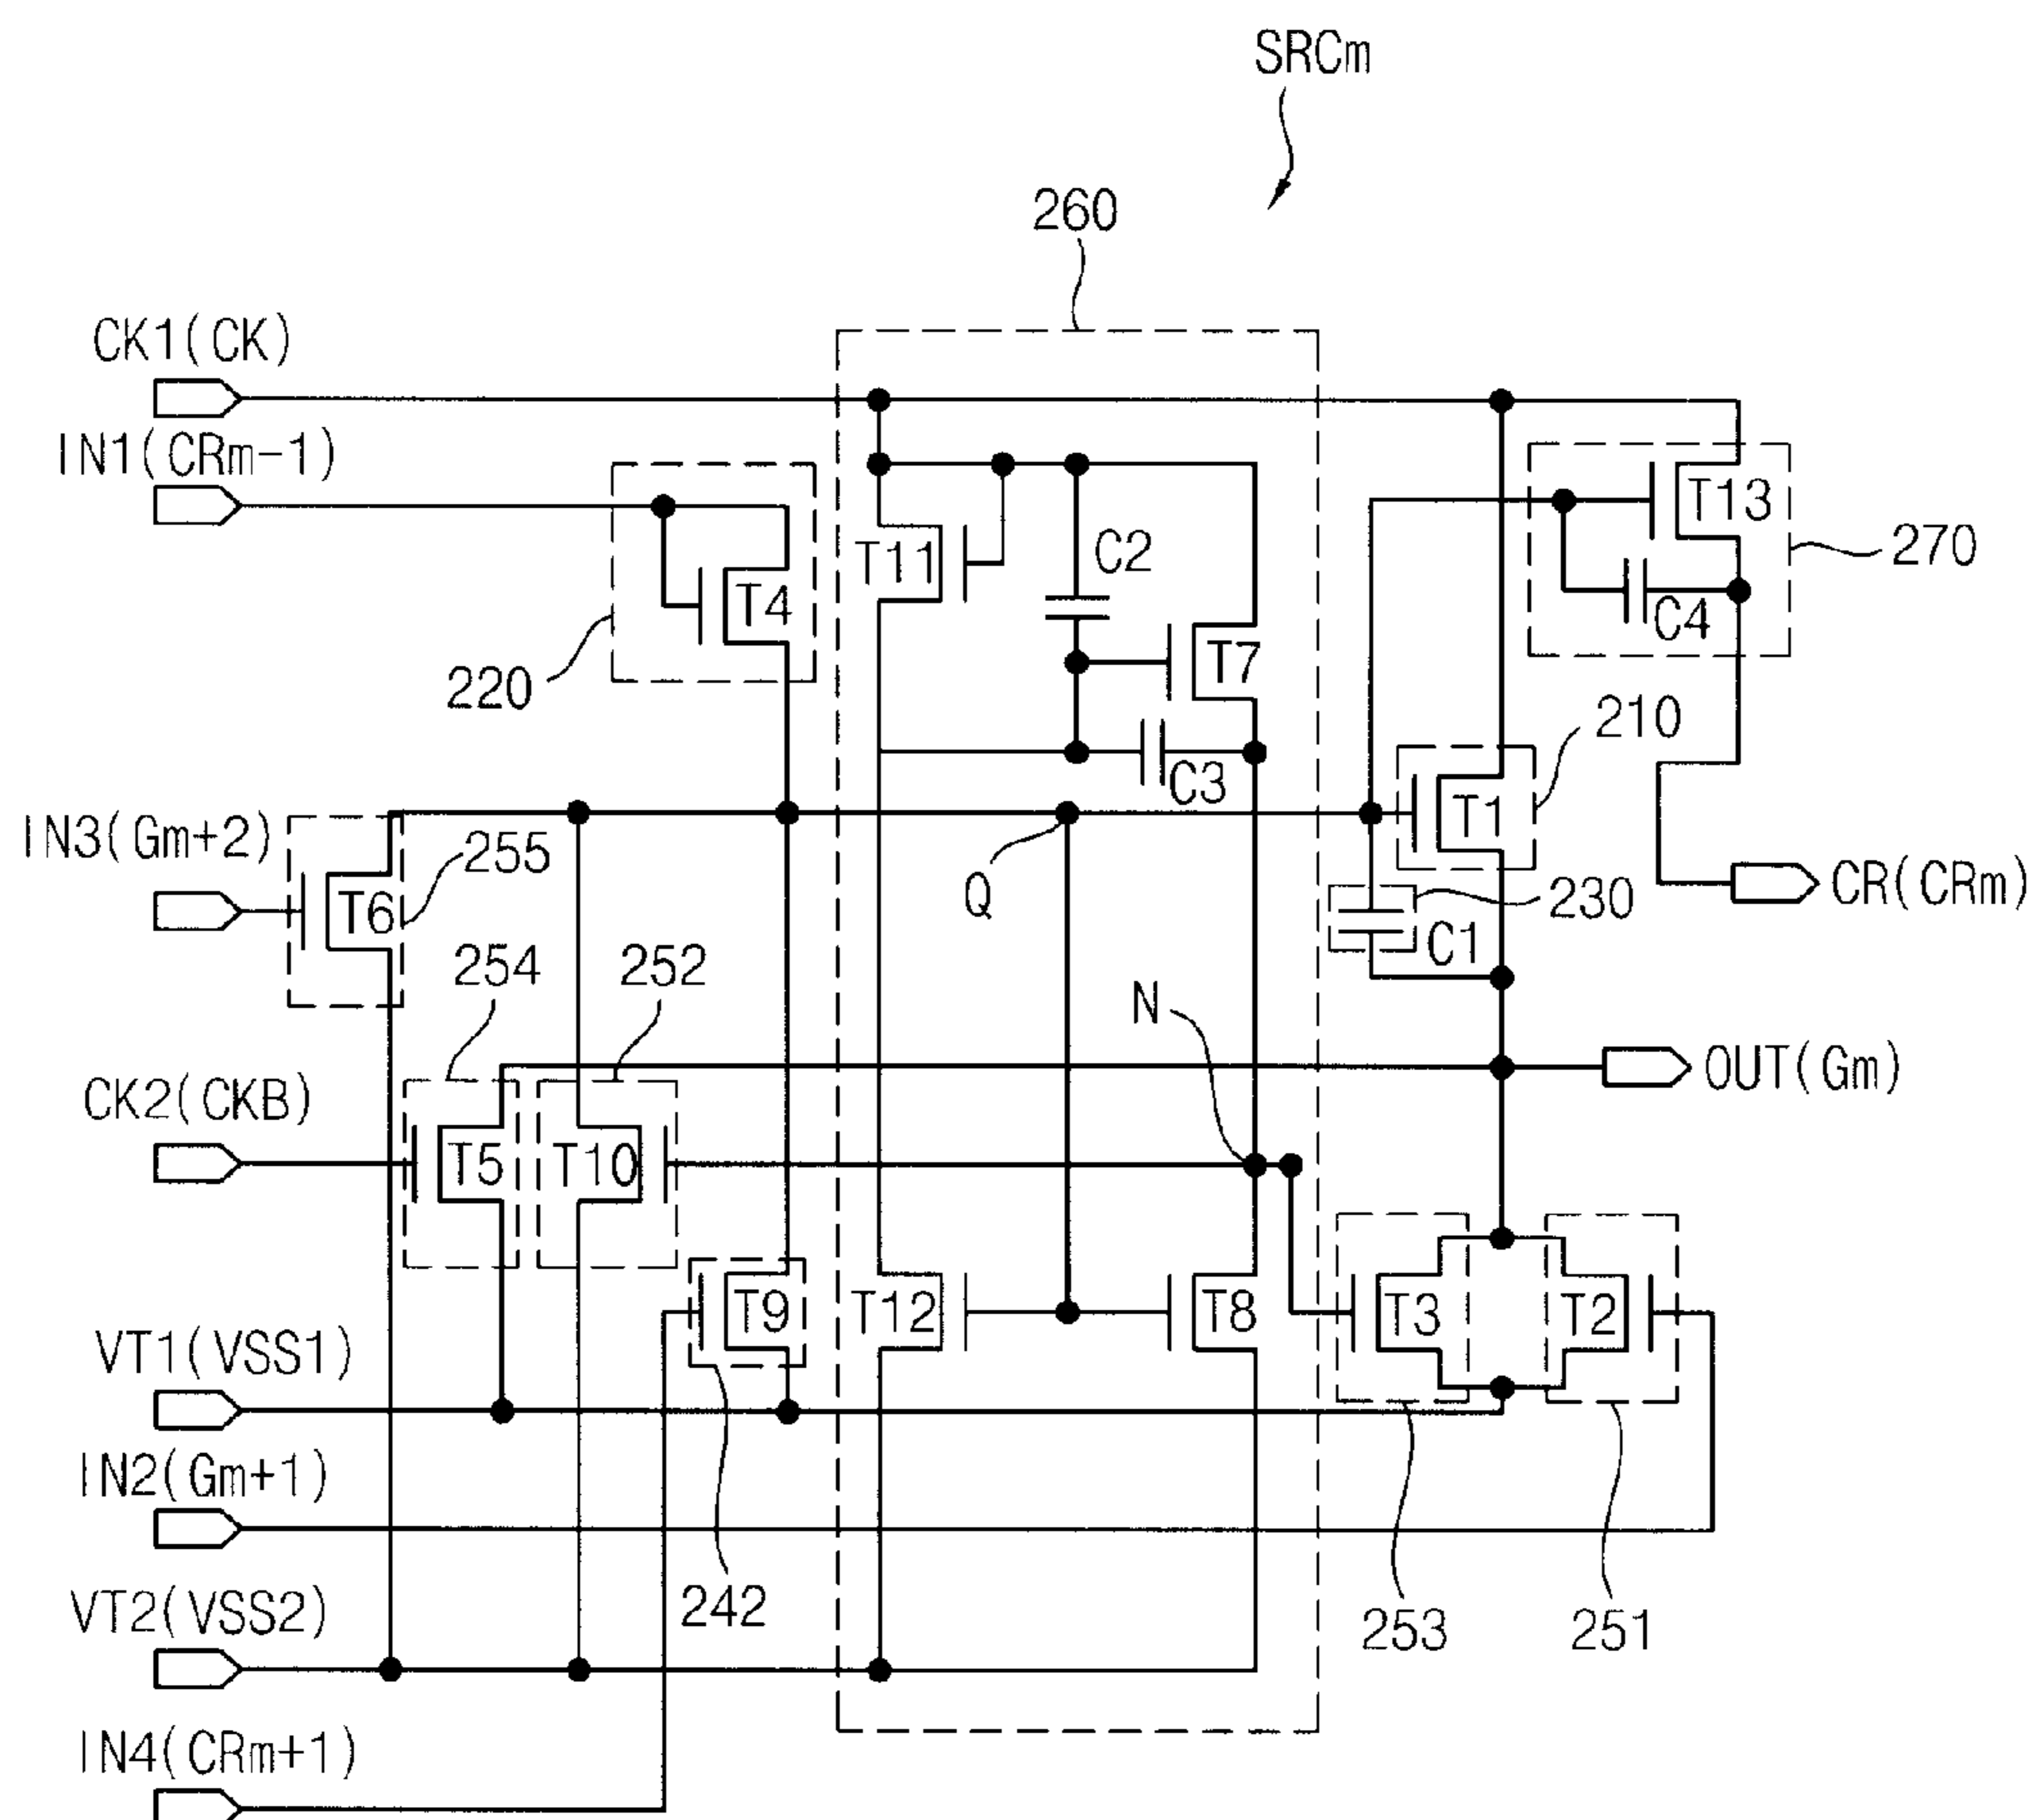 SRCm
260
CK1(CK)
IN1(CRm-1)
T13
T11
C2
270
T4
C4
T7
220
210
C3
T1
IN3(Gm+2)
255
CR(CRm)
T6
Q
230
C1
254
252
N
OUT(Gm)
CK2(CKB)
T5
T10
T9
T12
T8
T3
T2
VT1(VSS1)
IN2(Gm+1)
242
VT2(VSS2)
253
251
IN4(CRm+1)